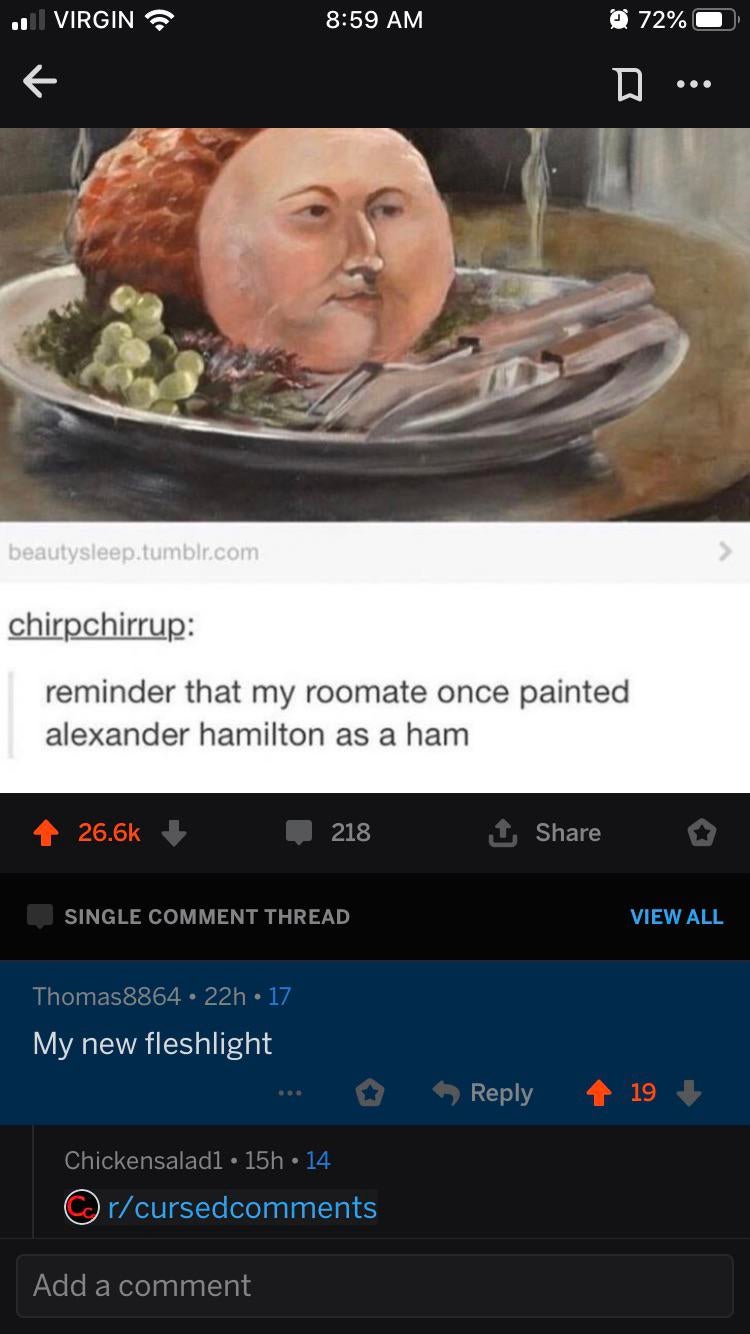 VIRGIN 8:59 AM 72%
beautysleep.tumblr.com
chirpchirrup:
reminder that my roomate once painted
alexander hamilton as a ham
26.6k 218 Share
SINGLE COMMENT THREAD VIEW ALL
Thomas8864 • 22h • 17
My new fleshlight
Reply 19
Chickensalad1 • 15h • 14
Cc r/cursedcomments
Add a comment